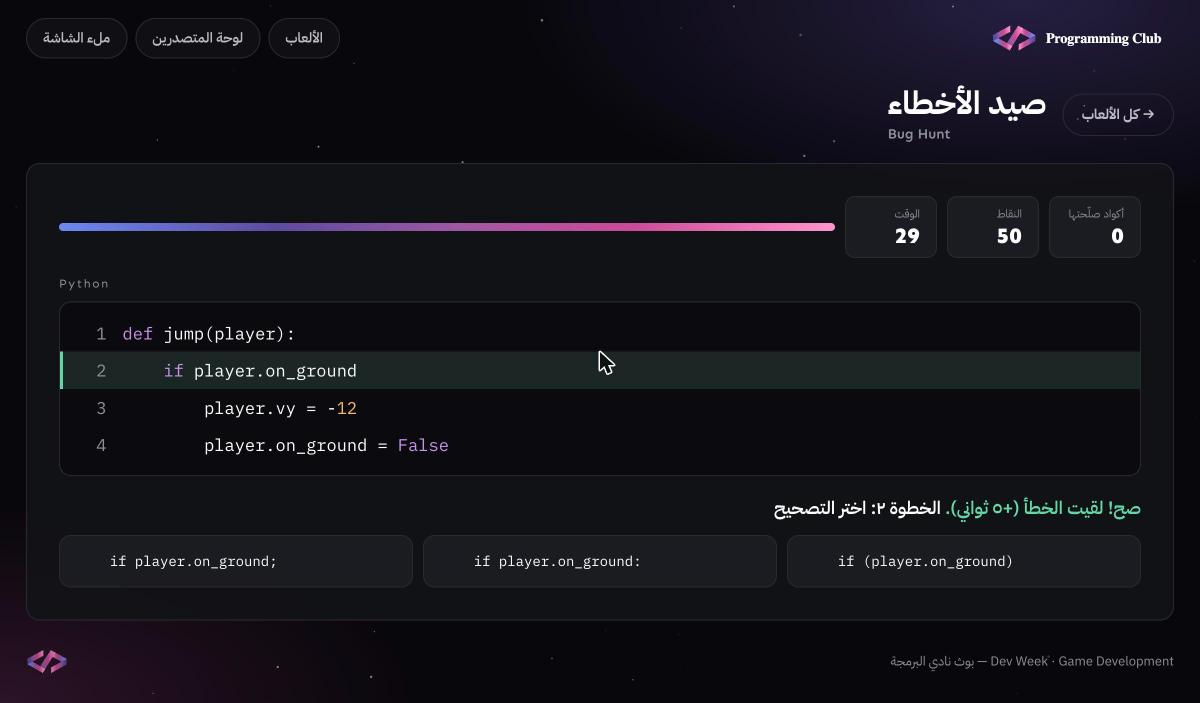 Programming Club
الألعاب
لوحة المتصدرين
ملء الشاشة
→ كل الألعاب
صيد الأخطاء
Bug Hunt
أكواد صلّحتها
0
النقاط
50
الوقت
29
Python
1 def jump(player):
2     if player.on_ground
3         player.vy = -12
4         player.on_ground = False
صح! لقيت الخطأ (+٥ ثواني). الخطوة ٢: اختر التصحيح
if (player.on_ground)
if player.on_ground:
if player.on_ground;
بوث نادي البرمجة — Dev Week · Game Development